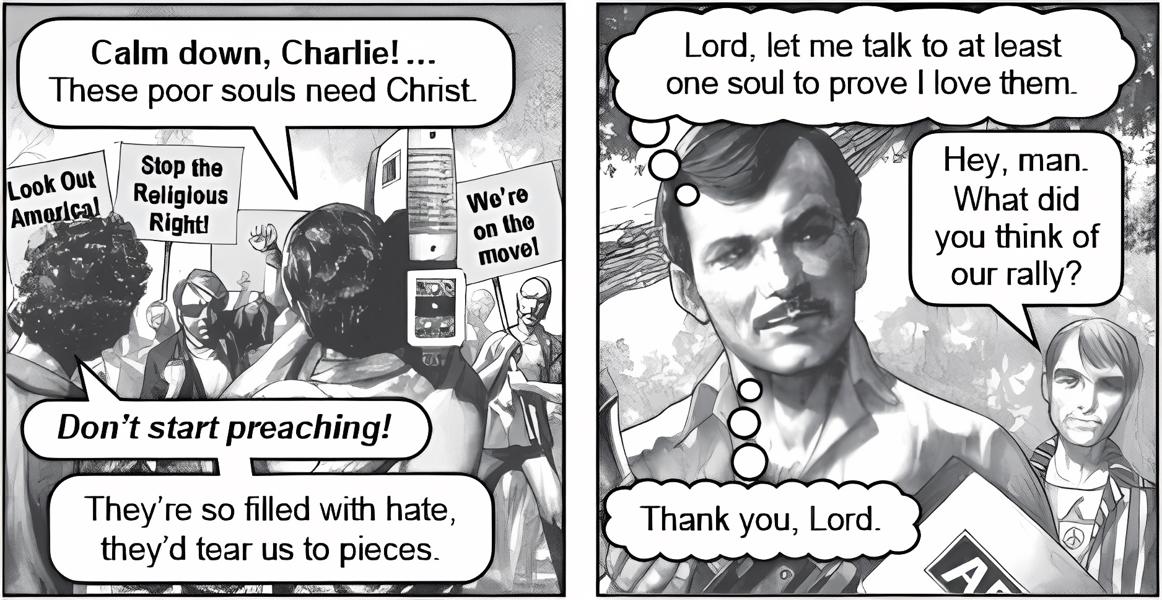 Calm down, Charlie!...
These poor souls need Christ.
Look Out
America!
Stop the
Religious
Right!
We're
on the
move!
Don't start preaching!
They're so filled with hate,
they'd tear us to pieces.
Lord, let me talk to at least
one soul to prove I love them.
Hey, man.
What did
you think of
our rally?
Thank you, Lord.